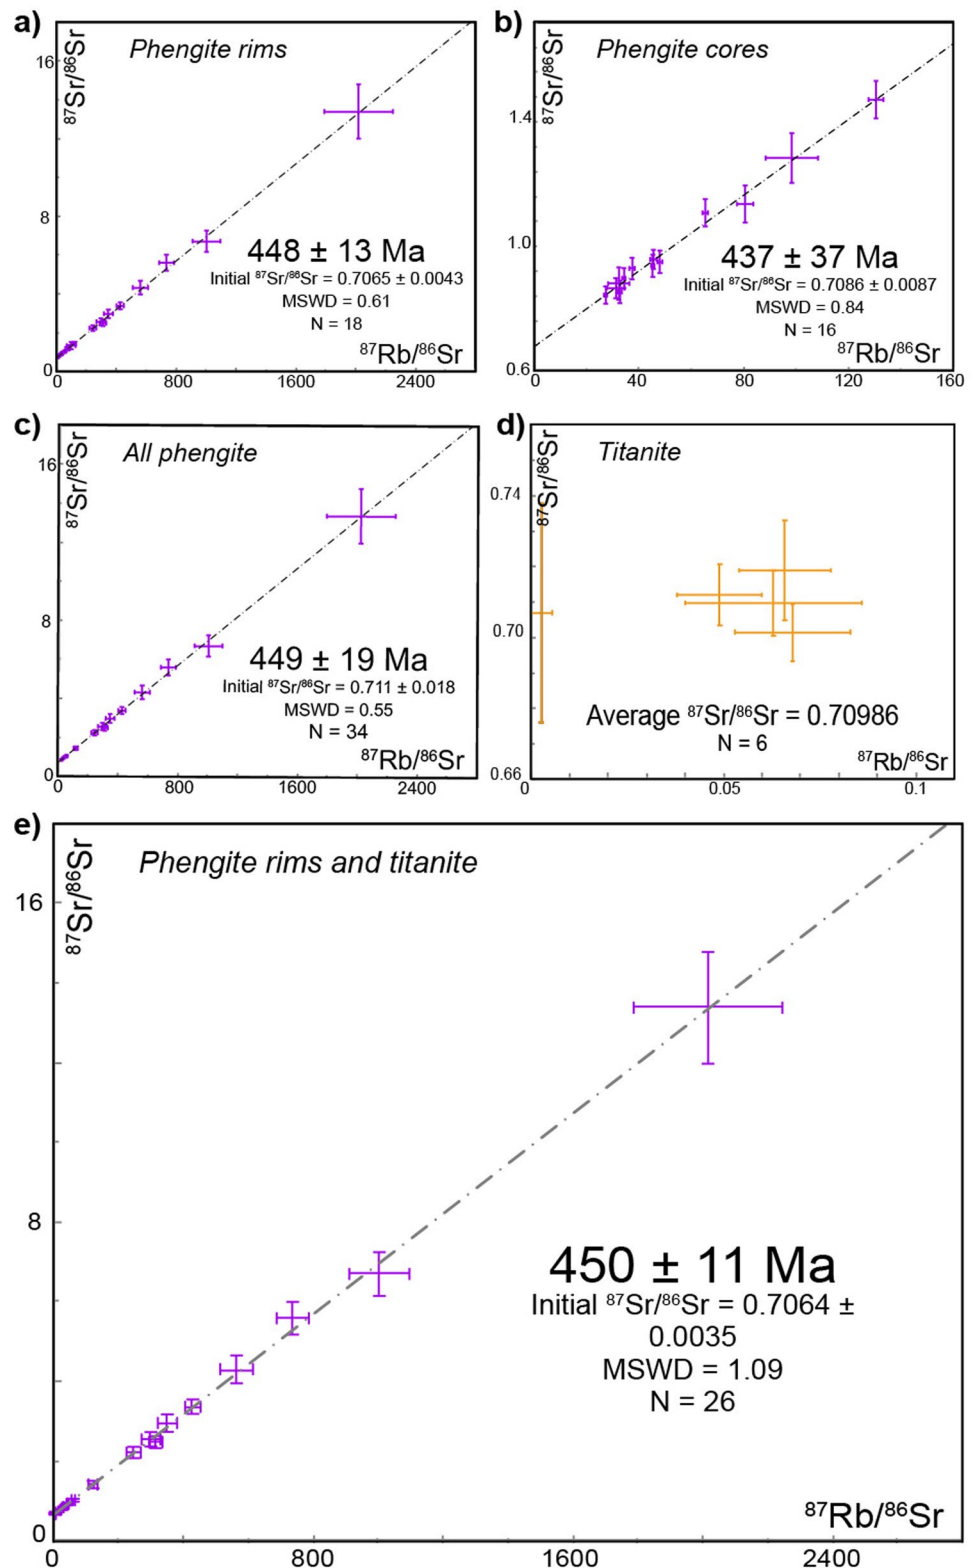 a)
Phengite rims
⁸⁷Sr/⁸⁶Sr
16
8
0
448 ± 13 Ma
Initial ⁸⁷Sr/⁸⁶Sr = 0.7065 ± 0.0043
MSWD = 0.61
N = 18
⁸⁷Rb/⁸⁶Sr
0 800 1600 2400
b)
Phengite cores
⁸⁷Sr/⁸⁶Sr
1.4
1.0
0.6
437 ± 37 Ma
Initial ⁸⁷Sr/⁸⁶Sr = 0.7086 ± 0.0087
MSWD = 0.84
N = 16
⁸⁷Rb/⁸⁶Sr
0 40 80 120 160
c)
All phengite
⁸⁷Sr/⁸⁶Sr
16
8
0
449 ± 19 Ma
Initial ⁸⁷Sr/⁸⁶Sr = 0.711 ± 0.018
MSWD = 0.55
N = 34
⁸⁷Rb/⁸⁶Sr
0 800 1600 2400
d)
Titanite
⁸⁷Sr/⁸⁶Sr
0.74
0.70
0.66
Average ⁸⁷Sr/⁸⁶Sr = 0.70986
N = 6
⁸⁷Rb/⁸⁶Sr
0 0.05 0.1
e)
Phengite rims and titanite
⁸⁷Sr/⁸⁶Sr
16
8
0
450 ± 11 Ma
Initial ⁸⁷Sr/⁸⁶Sr = 0.7064 ±
0.0035
MSWD = 1.09
N = 26
⁸⁷Rb/⁸⁶Sr
0 800 1600 2400